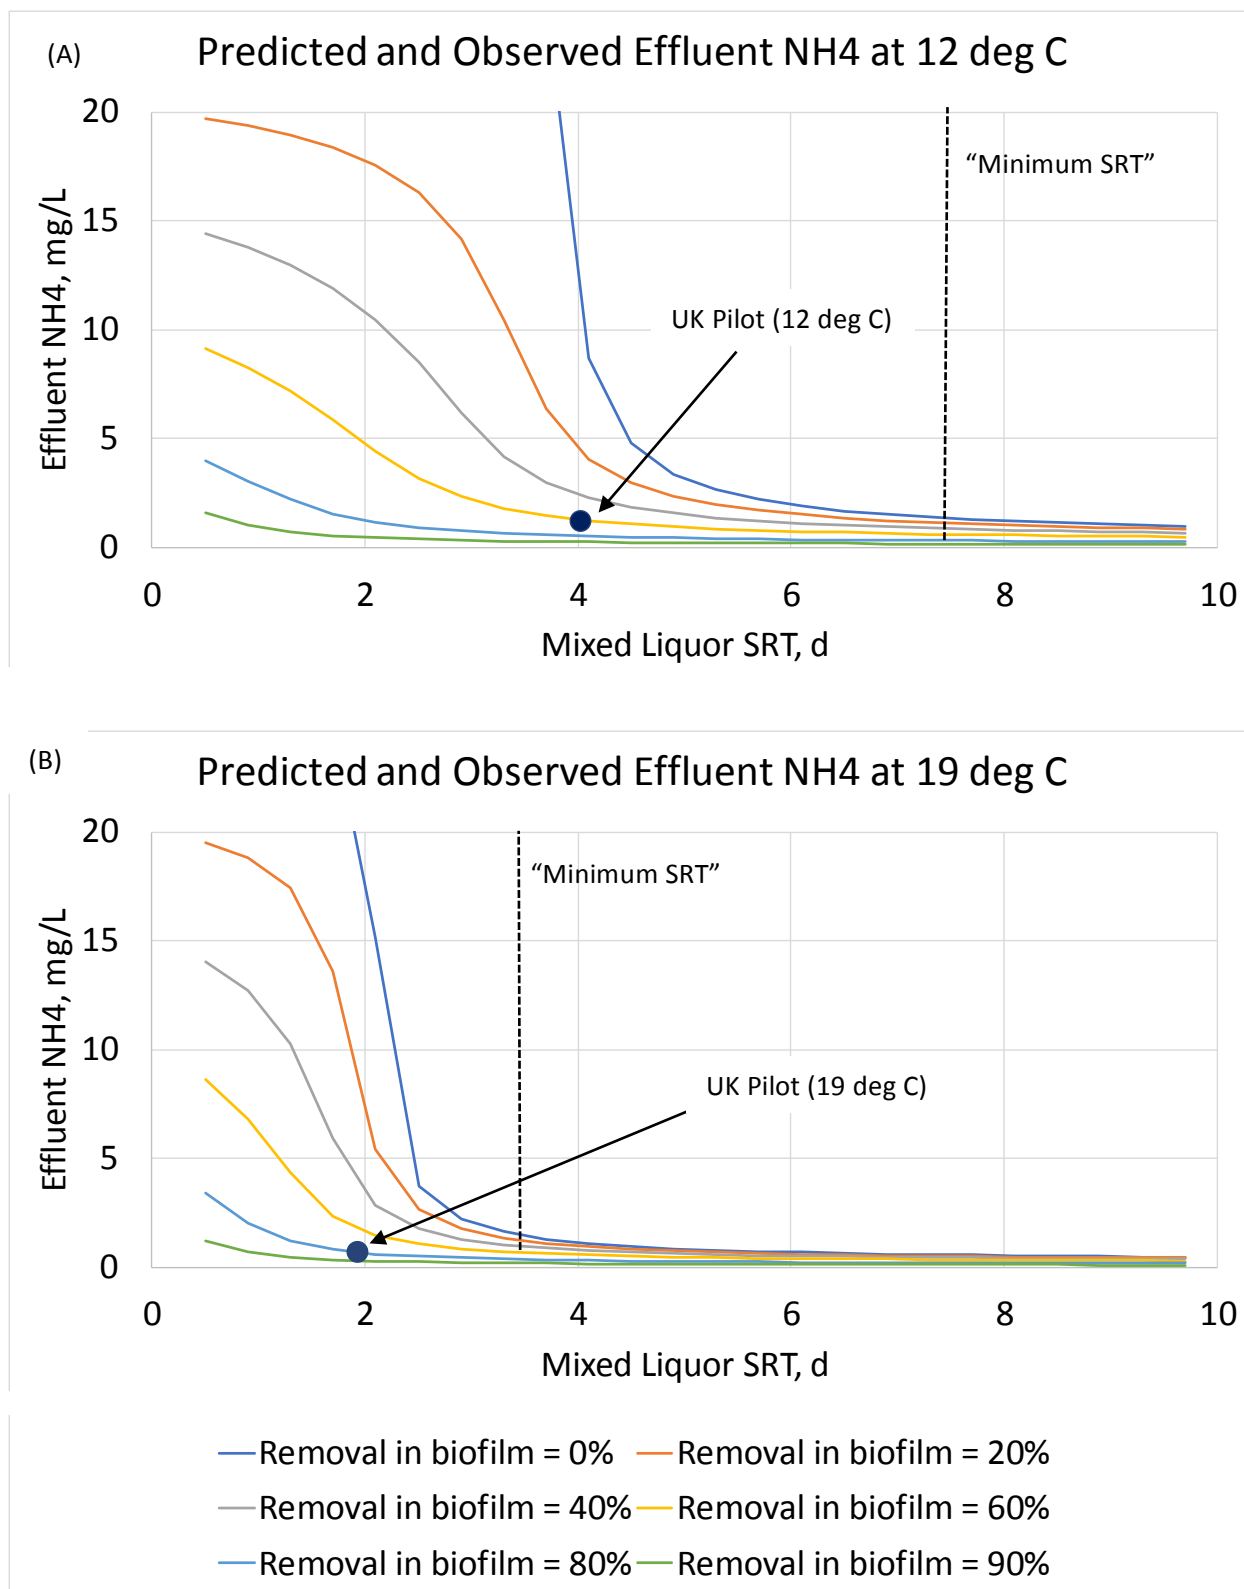 (A)
Predicted and Observed Effluent NH4 at 12 deg C
20
15
10
5
0
Effluent NH4, mg/L
“Minimum SRT”
UK Pilot (12 deg C)
0 2 4 6 8 10
Mixed Liquor SRT, d
(B)
Predicted and Observed Effluent NH4 at 19 deg C
20
15
10
5
0
Effluent NH4, mg/L
“Minimum SRT”
UK Pilot (19 deg C)
0 2 4 6 8 10
Mixed Liquor SRT, d
Removal in biofilm = 0% Removal in biofilm = 20%
Removal in biofilm = 40% Removal in biofilm = 60%
Removal in biofilm = 80% Removal in biofilm = 90%